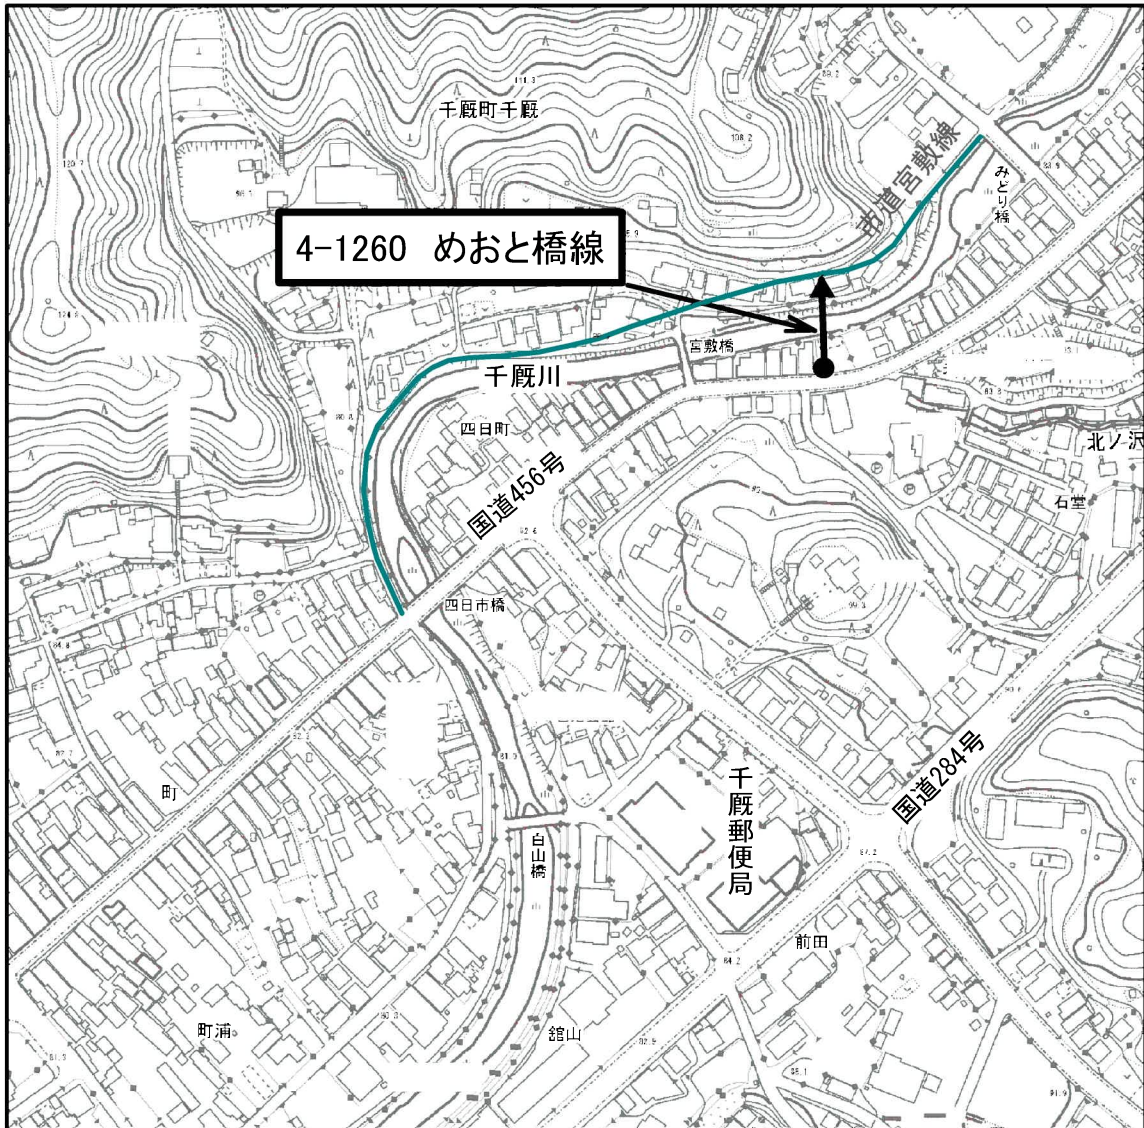 千厩町千厩
市道宮敷線
みどり橋
4-1260 めおと橋線
宮敷橋
千厩川
四日町
国道456号
北ノ沢
石堂
四日市橋
国道284号
町
千厩郵便局
白山橋
前田
町浦
舘山